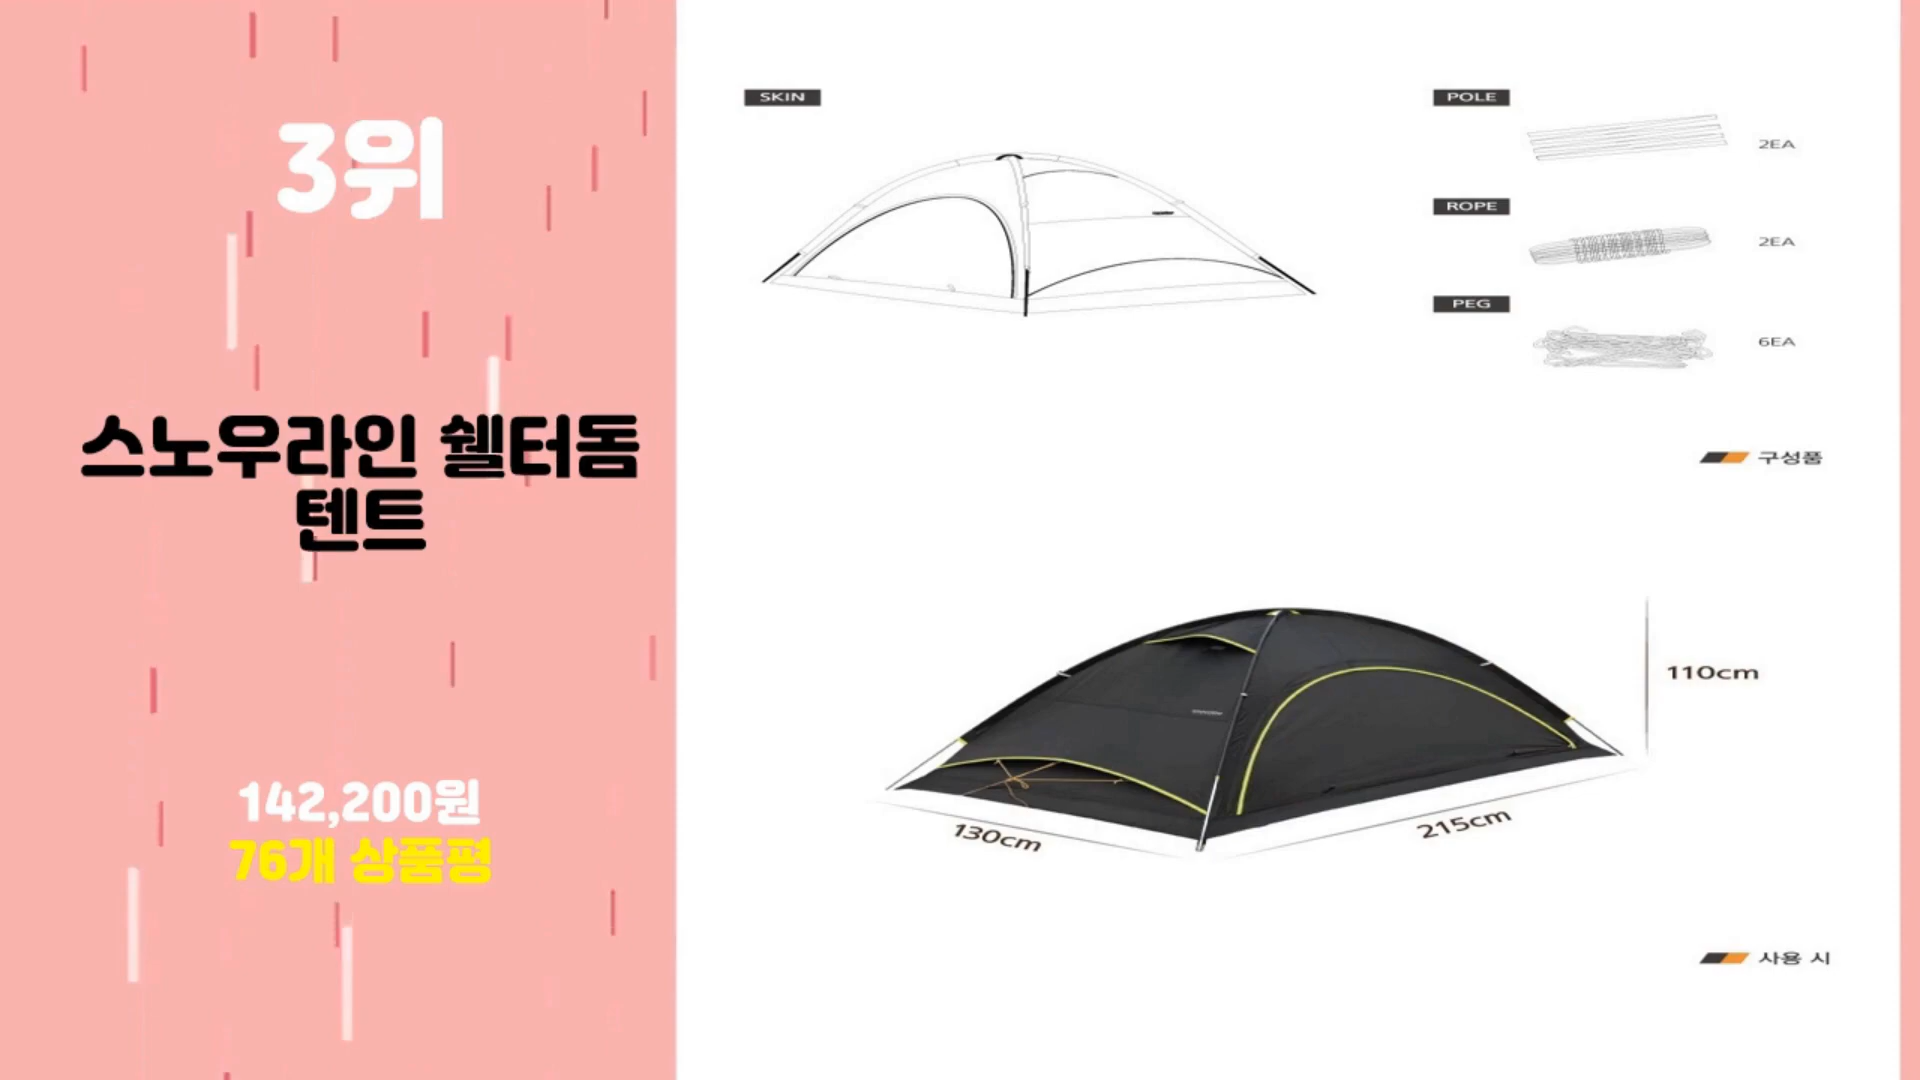 3위
스노우라인 쉘터돔
텐트
142,200원
76개 상품평
SKIN
POLE
2EA
ROPE
2EA
PEG
6EA
구성품
110cm
130cm
215cm
사용 시